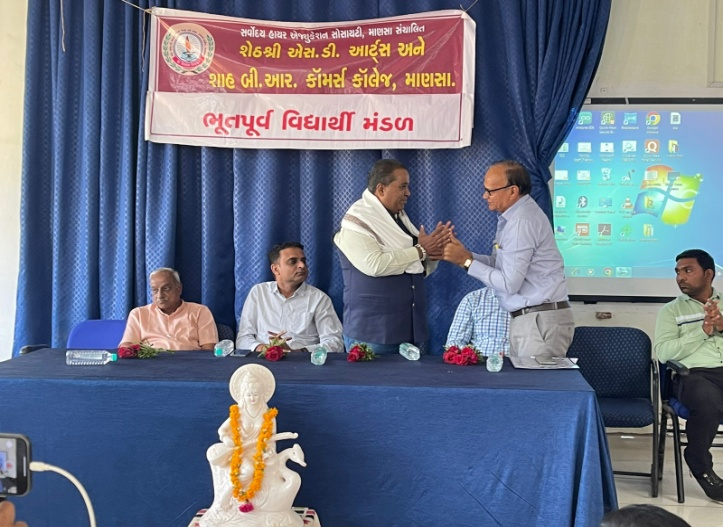 સર્વોદય હાયર એજ્યુકેશન સોસાયટી, માણસા સંચાલિત
શેઠશ્રી એસ.ડી. આર્ટ્સ અને
શાહ બી.આર. કૉમર્સ કૉલેજ, માણસા.
ભૂતપૂર્વ વિદ્યાર્થી મંડળ